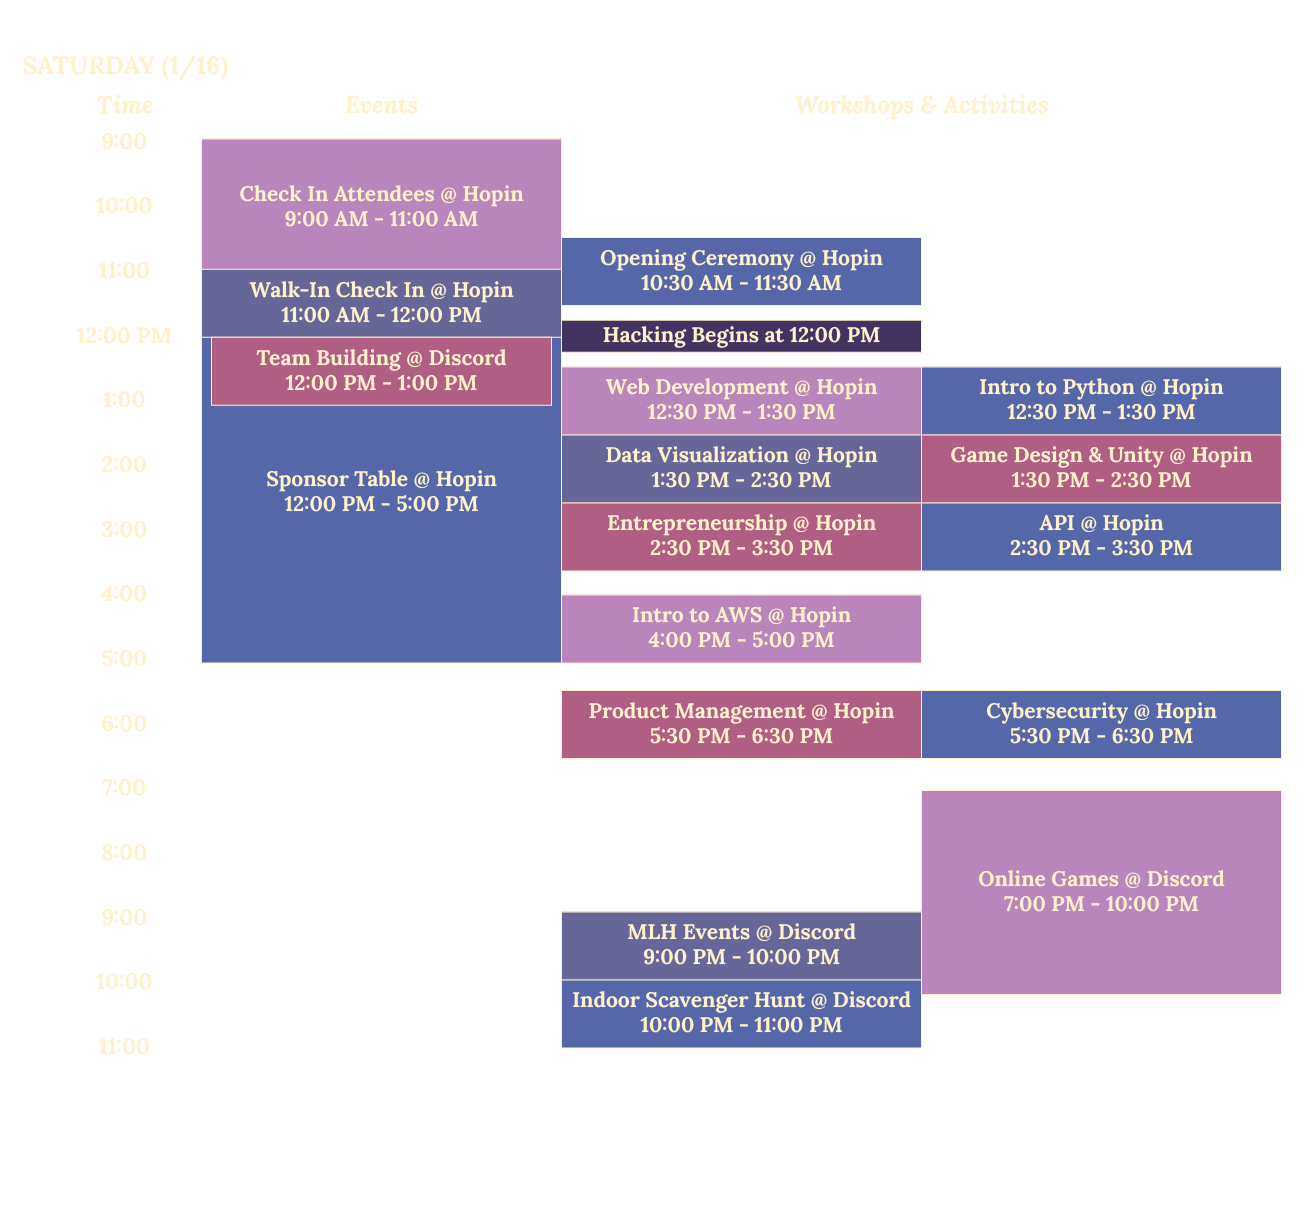 SATURDAY (1/16)
Time
Events
Workshops & Activities
9:00
Check In Attendees @ Hopin
9:00 AM - 11:00 AM
10:00
Opening Ceremony @ Hopin
10:30 AM - 11:30 AM
11:00
Walk-In Check In @ Hopin
11:00 AM - 12:00 PM
12:00 PM
Hacking Begins at 12:00 PM
Team Building @ Discord
12:00 PM - 1:00 PM
Web Development @ Hopin
12:30 PM - 1:30 PM
Intro to Python @ Hopin
12:30 PM - 1:30 PM
1:00
Data Visualization @ Hopin
1:30 PM - 2:30 PM
Game Design & Unity @ Hopin
1:30 PM - 2:30 PM
2:00
Sponsor Table @ Hopin
12:00 PM - 5:00 PM
Entrepreneurship @ Hopin
2:30 PM - 3:30 PM
API @ Hopin
2:30 PM - 3:30 PM
3:00
4:00
Intro to AWS @ Hopin
4:00 PM - 5:00 PM
5:00
Product Management @ Hopin
5:30 PM - 6:30 PM
Cybersecurity @ Hopin
5:30 PM - 6:30 PM
6:00
7:00
8:00
Online Games @ Discord
7:00 PM - 10:00 PM
9:00
MLH Events @ Discord
9:00 PM - 10:00 PM
10:00
Indoor Scavenger Hunt @ Discord
10:00 PM - 11:00 PM
11:00